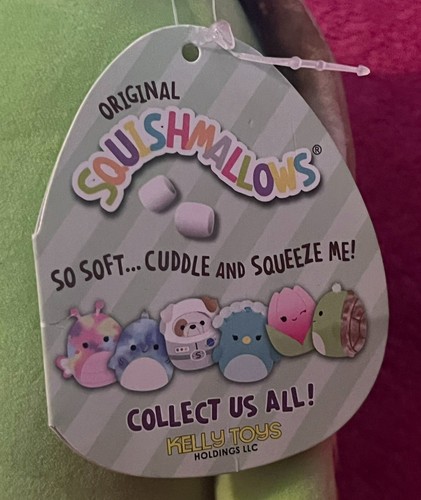 ORIGINAL
SQUISHMALLOWS®
SO SOFT... CUDDLE AND SQUEEZE ME!
S
COLLECT US ALL!
KELLY TOYS
HOLDINGS LLC